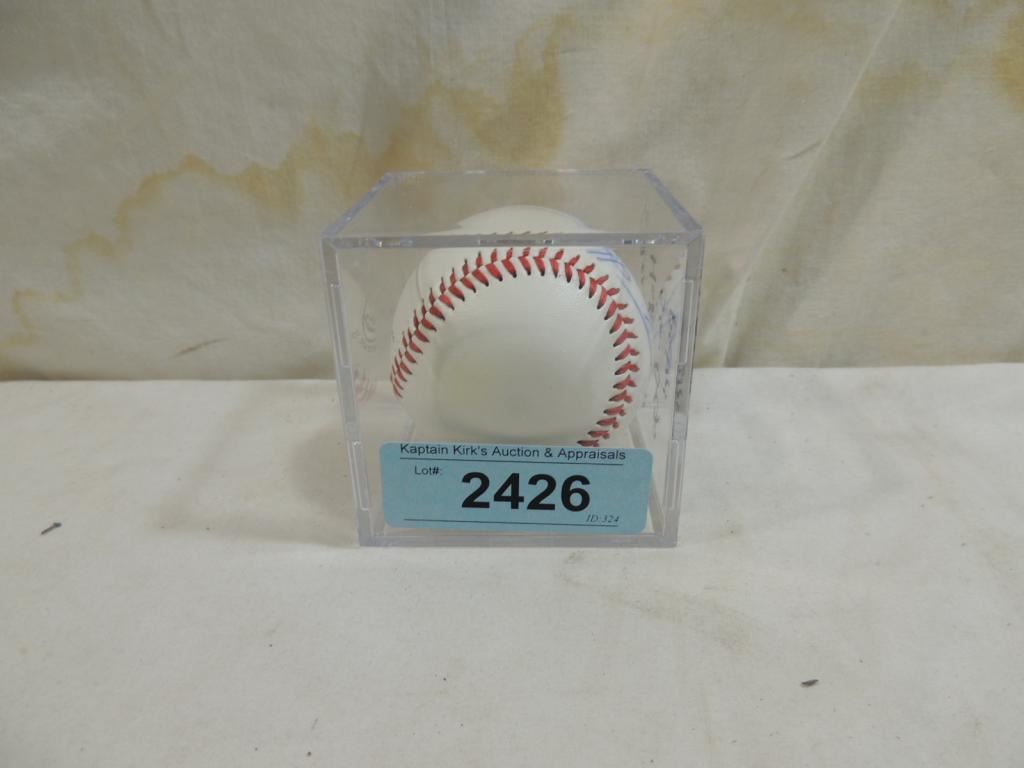 Kaptain Kirk's Auction & Appraisals
Lot#:
2426
ID:324